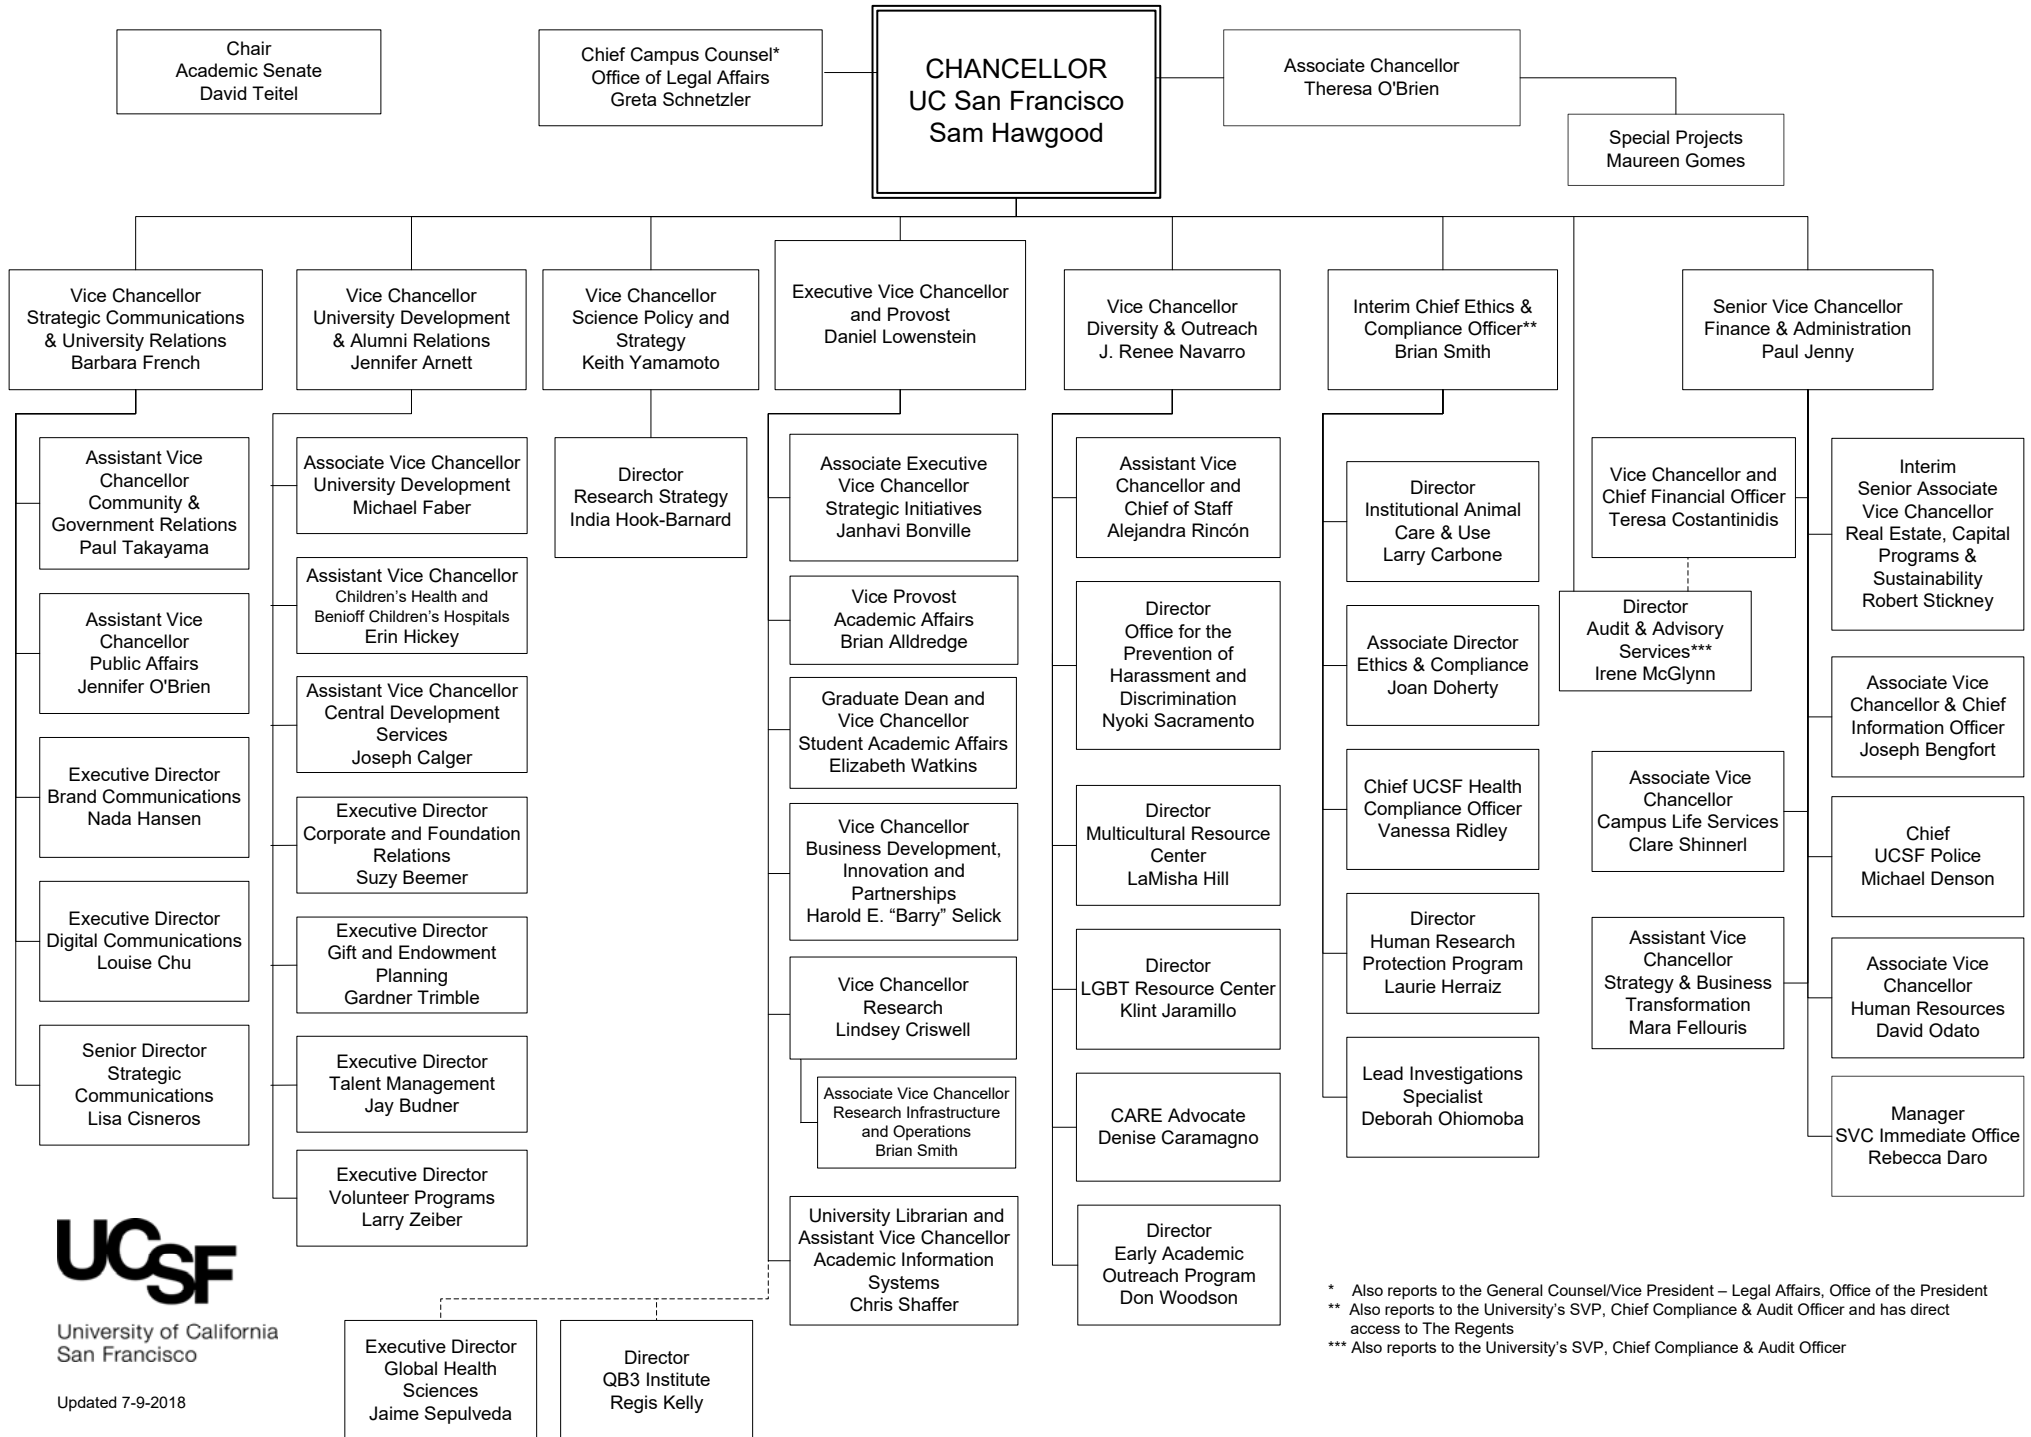 Chair
Academic Senate
David Teitel
Chief Campus Counsel*
Office of Legal Affairs
Greta Schnetzler
CHANCELLOR
UC San Francisco
Sam Hawgood
Associate Chancellor
Theresa O'Brien
Special Projects
Maureen Gomes
Vice Chancellor
Strategic Communications
& University Relations
Barbara French
Vice Chancellor
University Development
& Alumni Relations
Jennifer Arnett
Vice Chancellor
Science Policy and
Strategy
Keith Yamamoto
Executive Vice Chancellor
and Provost
Daniel Lowenstein
Vice Chancellor
Diversity & Outreach
J. Renee Navarro
Interim Chief Ethics &
Compliance Officer**
Brian Smith
Senior Vice Chancellor
Finance & Administration
Paul Jenny
Assistant Vice
Chancellor
Community &
Government Relations
Paul Takayama
Assistant Vice
Chancellor
Public Affairs
Jennifer O'Brien
Executive Director
Brand Communications
Nada Hansen
Executive Director
Digital Communications
Louise Chu
Senior Director
Strategic
Communications
Lisa Cisneros
Associate Vice Chancellor
University Development
Michael Faber
Assistant Vice Chancellor
Children’s Health and
Benioff Children’s Hospitals
Erin Hickey
Assistant Vice Chancellor
Central Development
Services
Joseph Calger
Executive Director
Corporate and Foundation
Relations
Suzy Beemer
Executive Director
Gift and Endowment
Planning
Gardner Trimble
Executive Director
Talent Management
Jay Budner
Executive Director
Volunteer Programs
Larry Zeiber
Director
Research Strategy
India Hook-Barnard
Associate Executive
Vice Chancellor
Strategic Initiatives
Janhavi Bonville
Vice Provost
Academic Affairs
Brian Alldredge
Graduate Dean and
Vice Chancellor
Student Academic Affairs
Elizabeth Watkins
Vice Chancellor
Business Development,
Innovation and
Partnerships
Harold E. “Barry” Selick
Vice Chancellor
Research
Lindsey Criswell
Associate Vice Chancellor
Research Infrastructure
and Operations
Brian Smith
University Librarian and
Assistant Vice Chancellor
Academic Information
Systems
Chris Shaffer
Executive Director
Global Health
Sciences
Jaime Sepulveda
Director
QB3 Institute
Regis Kelly
Assistant Vice
Chancellor and
Chief of Staff
Alejandra Rincón
Director
Office for the
Prevention of
Harassment and
Discrimination
Nyoki Sacramento
Director
Multicultural Resource
Center
LaMisha Hill
Director
LGBT Resource Center
Klint Jaramillo
CARE Advocate
Denise Caramagno
Director
Early Academic
Outreach Program
Don Woodson
Director
Institutional Animal
Care & Use
Larry Carbone
Associate Director
Ethics & Compliance
Joan Doherty
Chief UCSF Health
Compliance Officer
Vanessa Ridley
Director
Human Research
Protection Program
Laurie Herraiz
Lead Investigations
Specialist
Deborah Ohiomoba
Vice Chancellor and
Chief Financial Officer
Teresa Costantinidis
Director
Audit & Advisory
Services***
Irene McGlynn
Associate Vice
Chancellor
Campus Life Services
Clare Shinnerl
Assistant Vice
Chancellor
Strategy & Business
Transformation
Mara Fellouris
Interim
Senior Associate
Vice Chancellor
Real Estate, Capital
Programs &
Sustainability
Robert Stickney
Associate Vice
Chancellor & Chief
Information Officer
Joseph Bengfort
Chief
UCSF Police
Michael Denson
Associate Vice
Chancellor
Human Resources
David Odato
Manager
SVC Immediate Office
Rebecca Daro
UCSF
University of California
San Francisco
Updated 7-9-2018
* Also reports to the General Counsel/Vice President – Legal Affairs, Office of the President
** Also reports to the University’s SVP, Chief Compliance & Audit Officer and has direct
access to The Regents
*** Also reports to the University’s SVP, Chief Compliance & Audit Officer